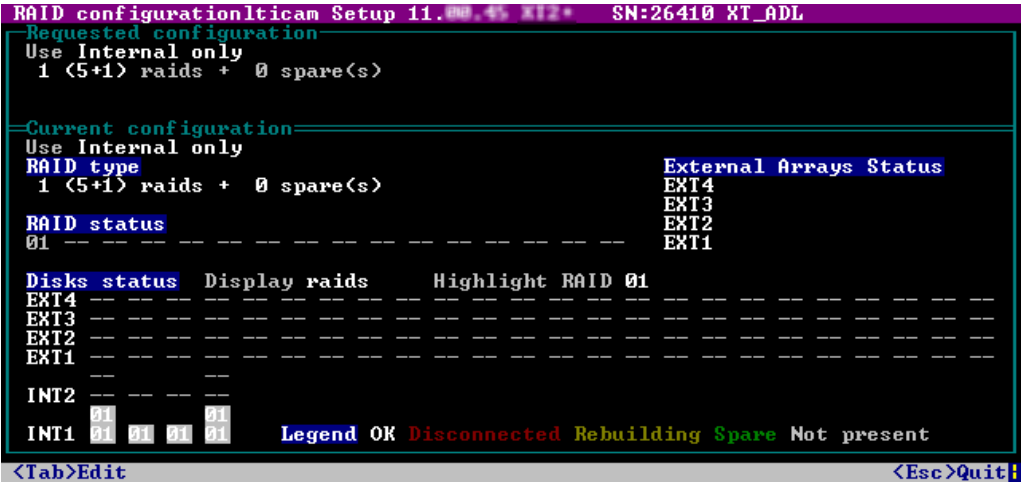 RAID configurationlticam Setup 11. SN:26410 XT_ADL
Requested configuration
Use Internal only
1 (5+1) raids + 0 spare(s)
Current configuration
Use Internal only
RAID type
External Arrays Status
1 (5+1) raids + 0 spare(s)
EXT4
EXT3
RAID status
EXT2
01 -- -- -- -- -- -- -- -- -- -- -- -- -- -- --
EXT1
Disks status Display raids Highlight RAID 01
EXT4 -- -- -- -- -- -- -- -- -- -- -- -- -- -- -- -- -- -- -- -- -- -- -- --
EXT3 -- -- -- -- -- -- -- -- -- -- -- -- -- -- -- -- -- -- -- -- -- -- -- --
EXT2 -- -- -- -- -- -- -- -- -- -- -- -- -- -- -- -- -- -- -- -- -- -- -- --
EXT1 -- -- -- -- -- -- -- -- -- -- -- -- -- -- -- -- -- -- -- -- -- -- -- --
-- --
INT2 -- -- -- --
01 01
INT1 01 01 01 01 Legend OK Disconnected Rebuilding Spare Not present
<Tab>Edit <Esc>Quit